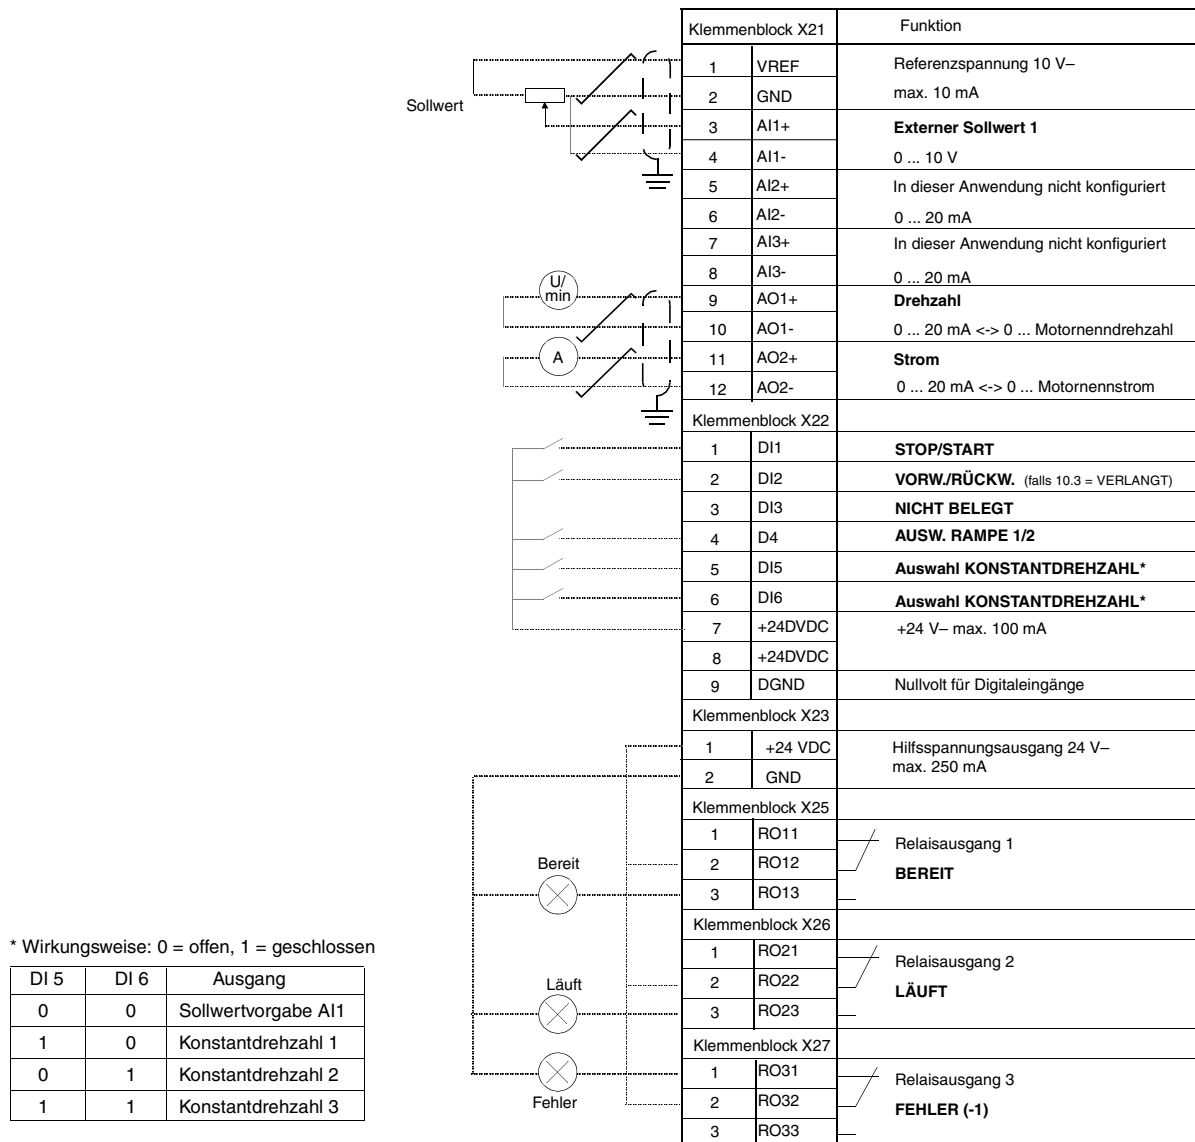 Klemmenblock X21 Funktion
1 VREF Referenzspannung 10 V–
2 GND max. 10 mA
Sollwert
3 AI1+ Externer Sollwert 1
4 AI1- 0 ... 10 V
5 AI2+ In dieser Anwendung nicht konfiguriert
6 AI2- 0 ... 20 mA
7 AI3+ In dieser Anwendung nicht konfiguriert
8 AI3- 0 ... 20 mA
U/
min
9 AO1+ Drehzahl
10 AO1- 0 ... 20 mA <-> 0 ... Motornenndrehzahl
A
11 AO2+ Strom
12 AO2- 0 ... 20 mA <-> 0 ... Motornennstrom
Klemmenblock X22
1 DI1 STOP/START
2 DI2 VORW./RÜCKW. (falls 10.3 = VERLANGT)
3 DI3 NICHT BELEGT
4 D4 AUSW. RAMPE 1/2
5 DI5 Auswahl KONSTANTDREHZAHL*
6 DI6 Auswahl KONSTANTDREHZAHL*
7 +24DVDC +24 V– max. 100 mA
8 +24DVDC
9 DGND Nullvolt für Digitaleingänge
Klemmenblock X23
1 +24 VDC Hilfsspannungsausgang 24 V–
max. 250 mA
2 GND
Klemmenblock X25
1 RO11 Relaisausgang 1
Bereit
2 RO12 BEREIT
3 RO13
Klemmenblock X26
1 RO21 Relaisausgang 2
Läuft
2 RO22 LÄUFT
3 RO23
Klemmenblock X27
1 RO31 Relaisausgang 3
Fehler
2 RO32 FEHLER (-1)
3 RO33
* Wirkungsweise: 0 = offen, 1 = geschlossen
DI 5 DI 6 Ausgang
0 0 Sollwertvorgabe AI1
1 0 Konstantdrehzahl 1
0 1 Konstantdrehzahl 2
1 1 Konstantdrehzahl 3